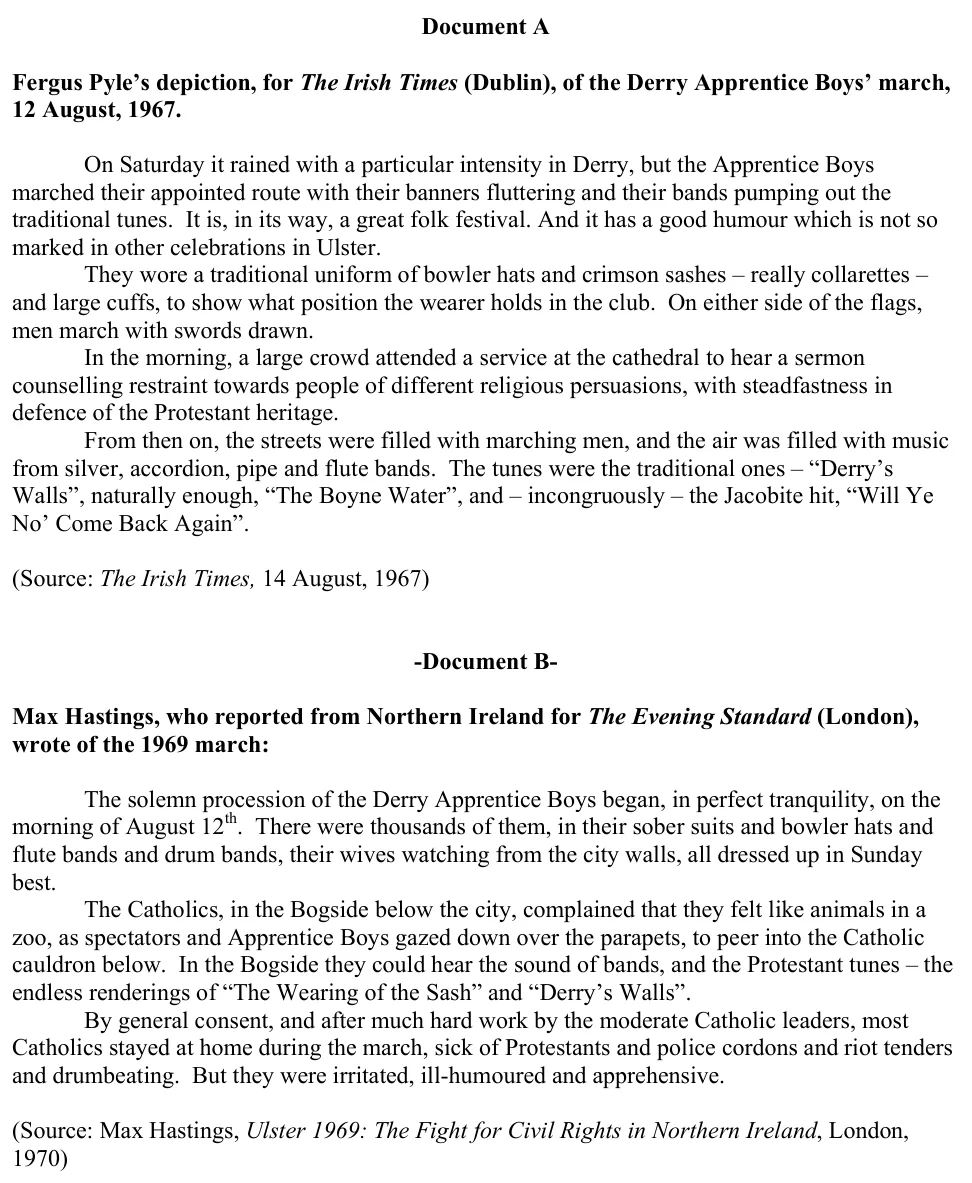 Document A
Fergus Pyle’s depiction, for The Irish Times (Dublin), of the Derry Apprentice Boys’ march,
12 August, 1967.
On Saturday it rained with a particular intensity in Derry, but the Apprentice Boys
marched their appointed route with their banners fluttering and their bands pumping out the
traditional tunes.  It is, in its way, a great folk festival. And it has a good humour which is not so
marked in other celebrations in Ulster.
They wore a traditional uniform of bowler hats and crimson sashes – really collarettes –
and large cuffs, to show what position the wearer holds in the club.  On either side of the flags,
men march with swords drawn.
In the morning, a large crowd attended a service at the cathedral to hear a sermon
counselling restraint towards people of different religious persuasions, with steadfastness in
defence of the Protestant heritage.
From then on, the streets were filled with marching men, and the air was filled with music
from silver, accordion, pipe and flute bands.  The tunes were the traditional ones – “Derry’s
Walls”, naturally enough, “The Boyne Water”, and – incongruously – the Jacobite hit, “Will Ye
No’ Come Back Again”.
(Source: The Irish Times, 14 August, 1967)
-Document B-
Max Hastings, who reported from Northern Ireland for The Evening Standard (London),
wrote of the 1969 march:
The solemn procession of the Derry Apprentice Boys began, in perfect tranquility, on the
morning of August 12th.  There were thousands of them, in their sober suits and bowler hats and
flute bands and drum bands, their wives watching from the city walls, all dressed up in Sunday
best.
The Catholics, in the Bogside below the city, complained that they felt like animals in a
zoo, as spectators and Apprentice Boys gazed down over the parapets, to peer into the Catholic
cauldron below.  In the Bogside they could hear the sound of bands, and the Protestant tunes – the
endless renderings of “The Wearing of the Sash” and “Derry’s Walls”.
By general consent, and after much hard work by the moderate Catholic leaders, most
Catholics stayed at home during the march, sick of Protestants and police cordons and riot tenders
and drumbeating.  But they were irritated, ill-humoured and apprehensive.
(Source: Max Hastings, Ulster 1969: The Fight for Civil Rights in Northern Ireland, London,
1970)